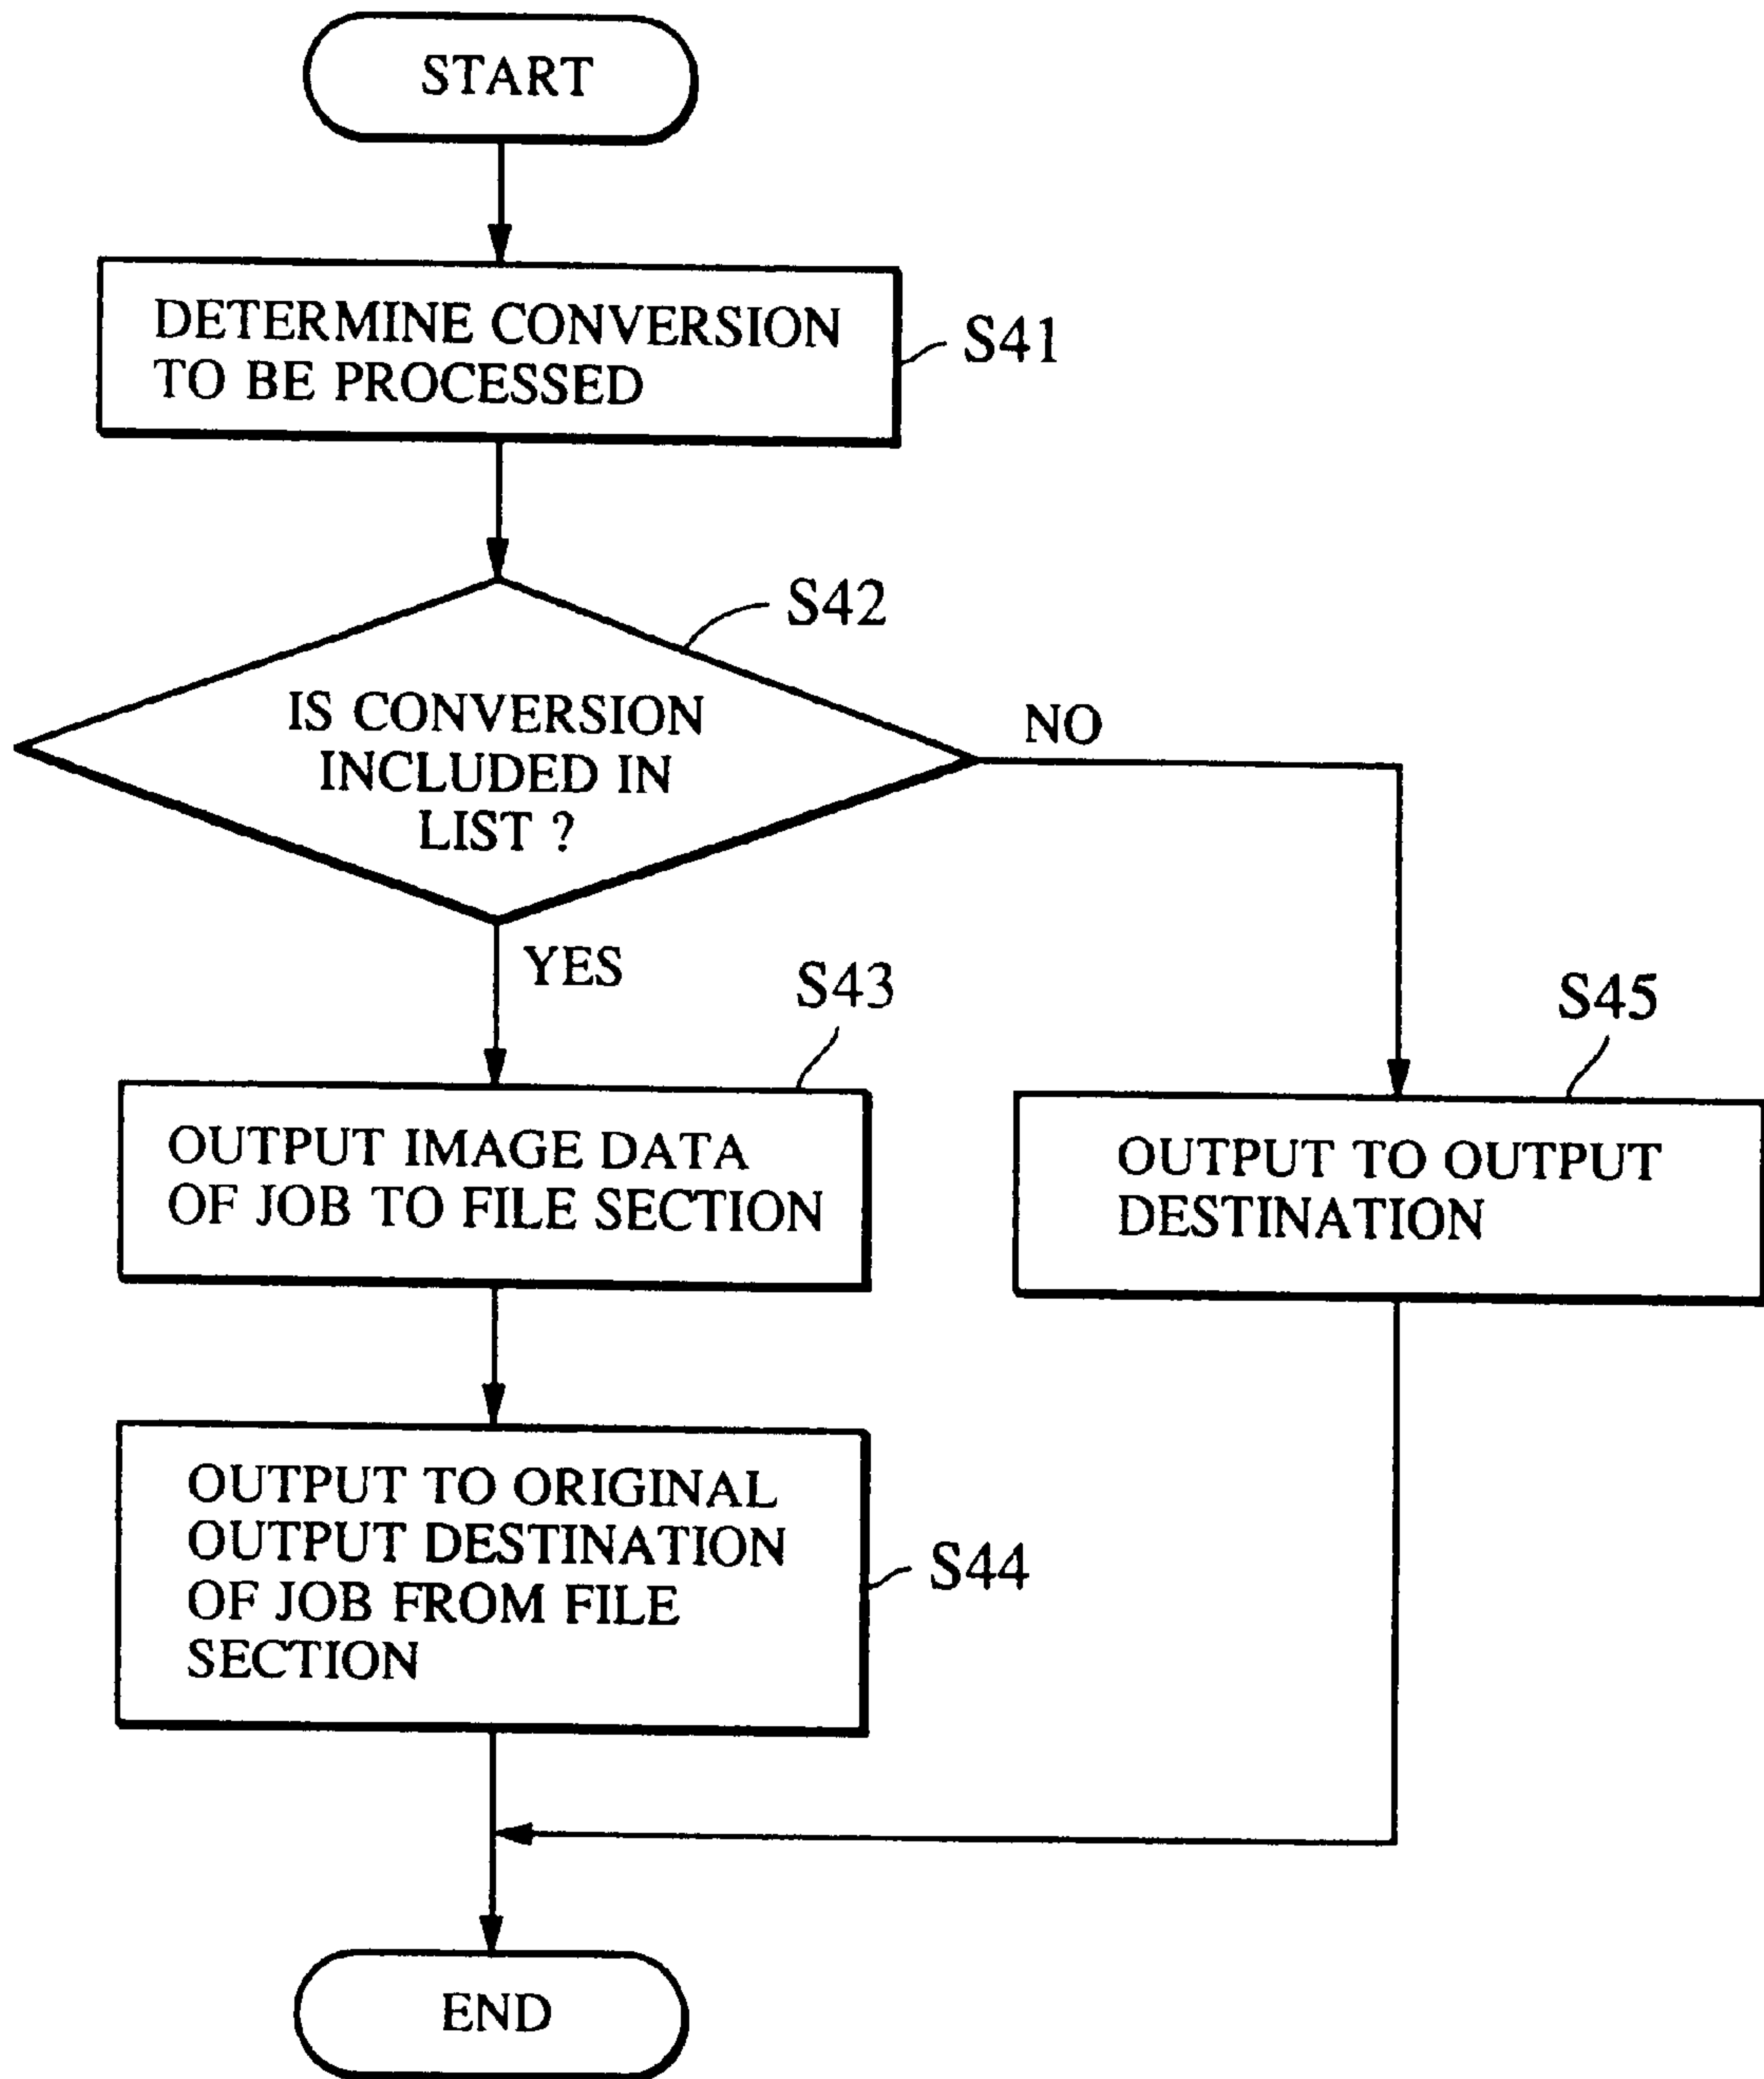 START
DETERMINE CONVERSION
TO BE PROCESSED
S41
S42
IS CONVERSION
INCLUDED IN
LIST ?
NO
YES
S43
OUTPUT IMAGE DATA
OF JOB TO FILE SECTION
S45
OUTPUT TO OUTPUT
DESTINATION
OUTPUT TO ORIGINAL
OUTPUT DESTINATION
OF JOB FROM FILE
SECTION
S44
END